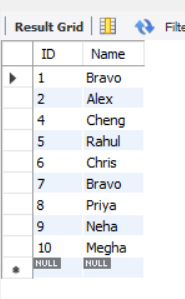 Result Grid Filte
ID Name
1 Bravo
2 Alex
4 Cheng
5 Rahul
6 Chris
7 Bravo
8 Priya
9 Neha
10 Megha
NULL NULL